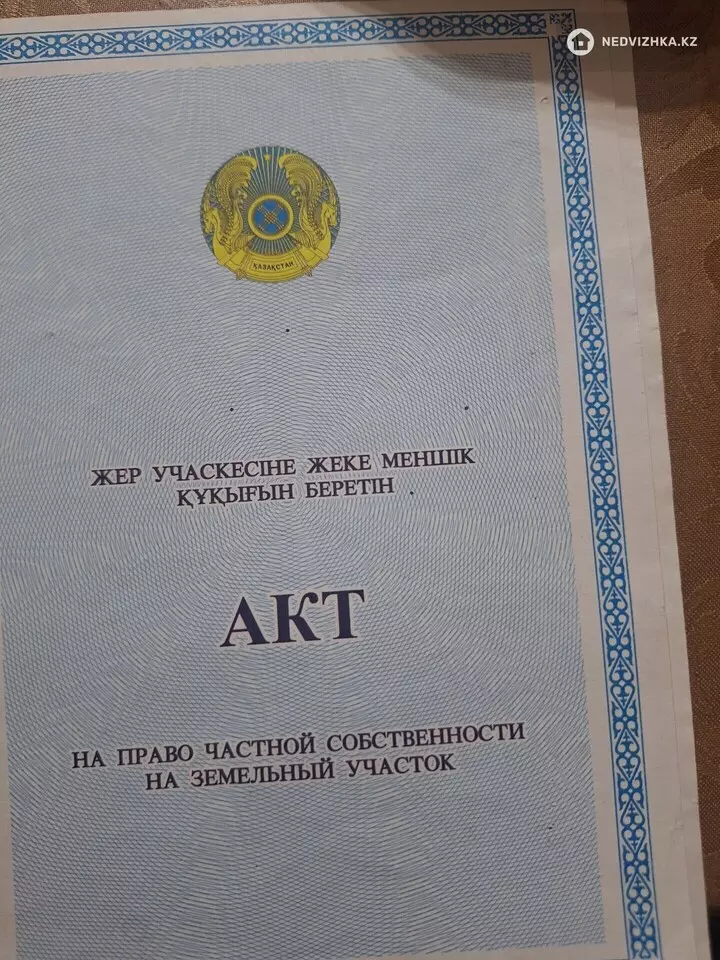 NEDVIZHKA.KZ
ҚАЗАҚСТАН
ЖЕР УЧАСКЕСІНЕ ЖЕКЕ МЕНШІК
ҚҰҚЫҒЫН БЕРЕТІН
АКТ
НА ПРАВО ЧАСТНОЙ СОБСТВЕННОСТИ
НА ЗЕМЕЛЬНЫЙ УЧАСТОК